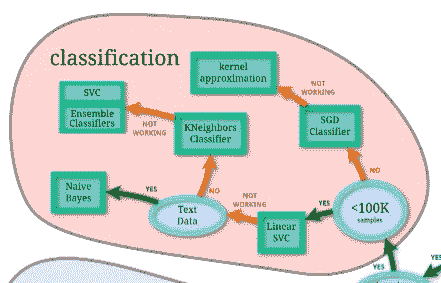 classification
kernel
approximation
SVC
Ensemble
Classifiers
NOT
WORKING
KNeighbors
Classifier
NOT
WORKING
SGD
Classifier
NO
Naive
Bayes
YES
Text
Data
NO
NOT
WORKING
Linear
SVC
YES
<100K
samples
YES
YES